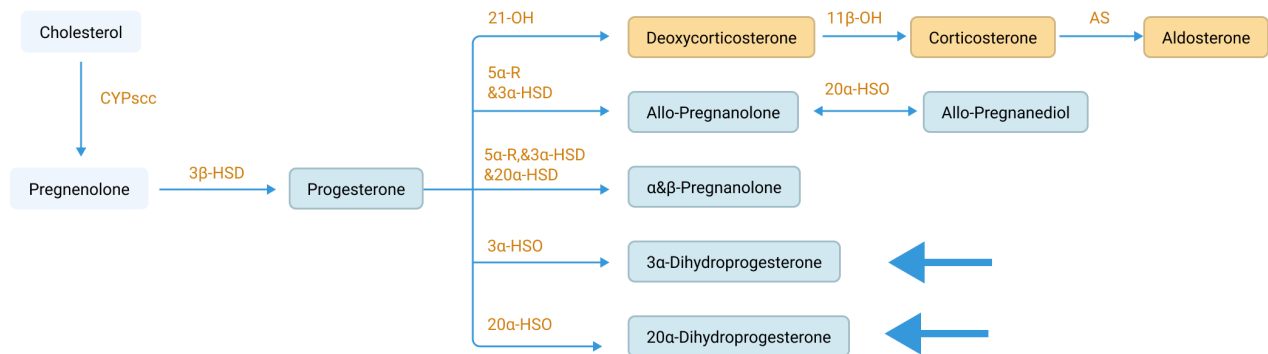 Cholesterol
CYPscc
Pregnenolone
3β-HSD
Progesterone
21-OH
Deoxycorticosterone
11β-OH
Corticosterone
AS
Aldosterone
5α-R
&3α-HSD
Allo-Pregnanolone
20α-HSO
Allo-Pregnanediol
5α-R,&3α-HSD
&20α-HSD
α&β-Pregnanolone
3α-HSO
3α-Dihydroprogesterone
20α-HSO
20α-Dihydroprogesterone